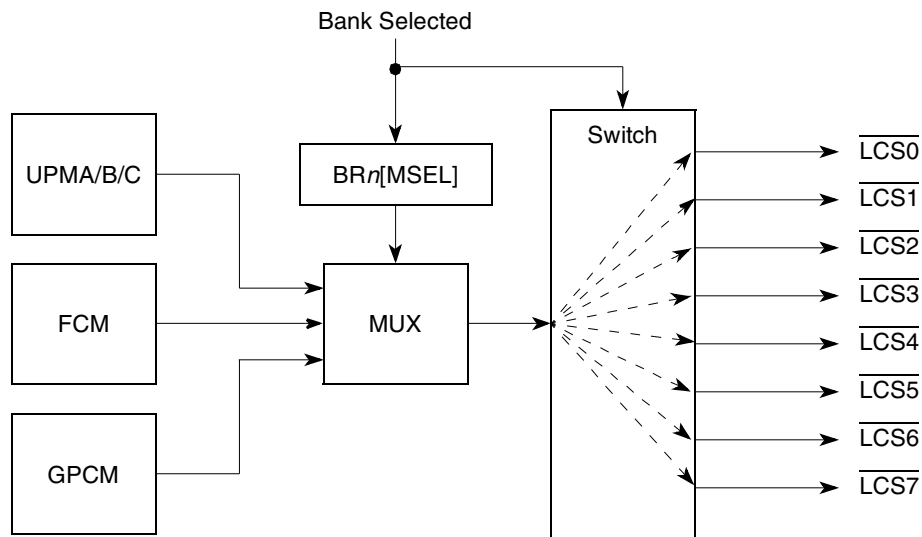 Bank Selected
Switch
UPMA/B/C
BRn[MSEL]
FCM
MUX
GPCM
LCS0
LCS1
LCS2
LCS3
LCS4
LCS5
LCS6
LCS7